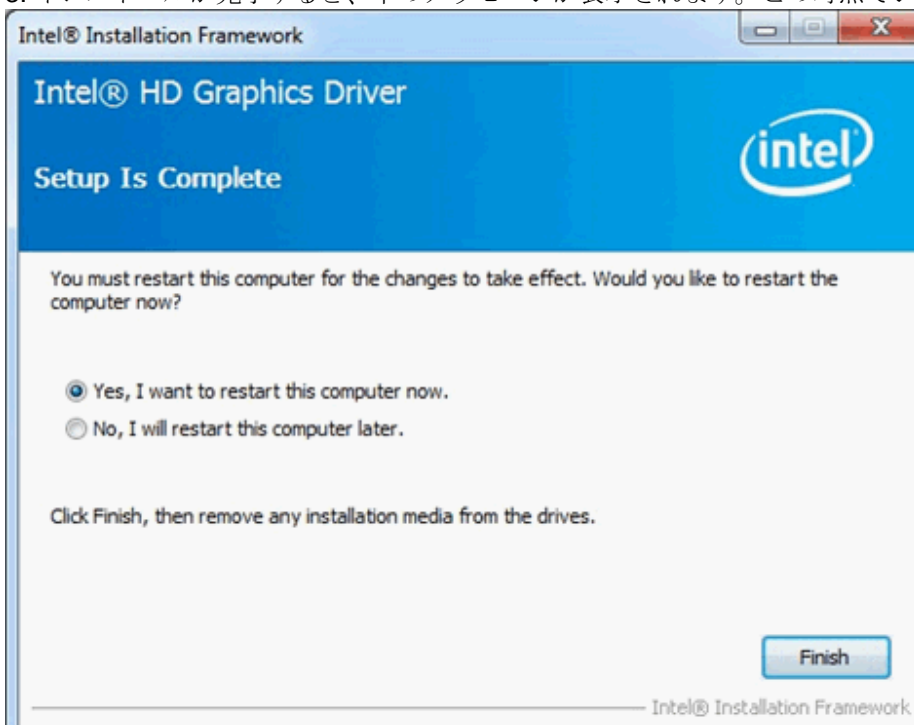 Intel® Installation Framework
Intel® HD Graphics Driver
intel
Setup Is Complete
You must restart this computer for the changes to take effect. Would you like to restart the
computer now?
Yes, I want to restart this computer now.
No, I will restart this computer later.
Click Finish, then remove any installation media from the drives.
Finish
Intel® Installation Framework